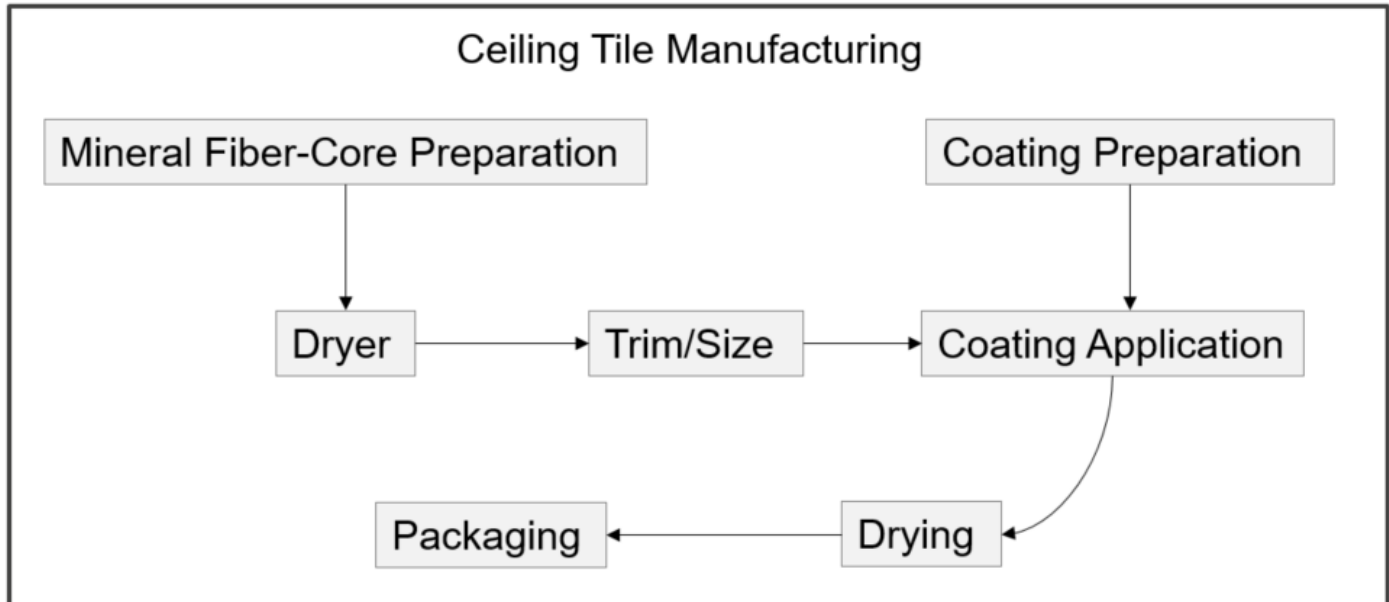 Ceiling Tile Manufacturing
Mineral Fiber-Core Preparation
Coating Preparation
Dryer
Trim/Size
Coating Application
Packaging
Drying